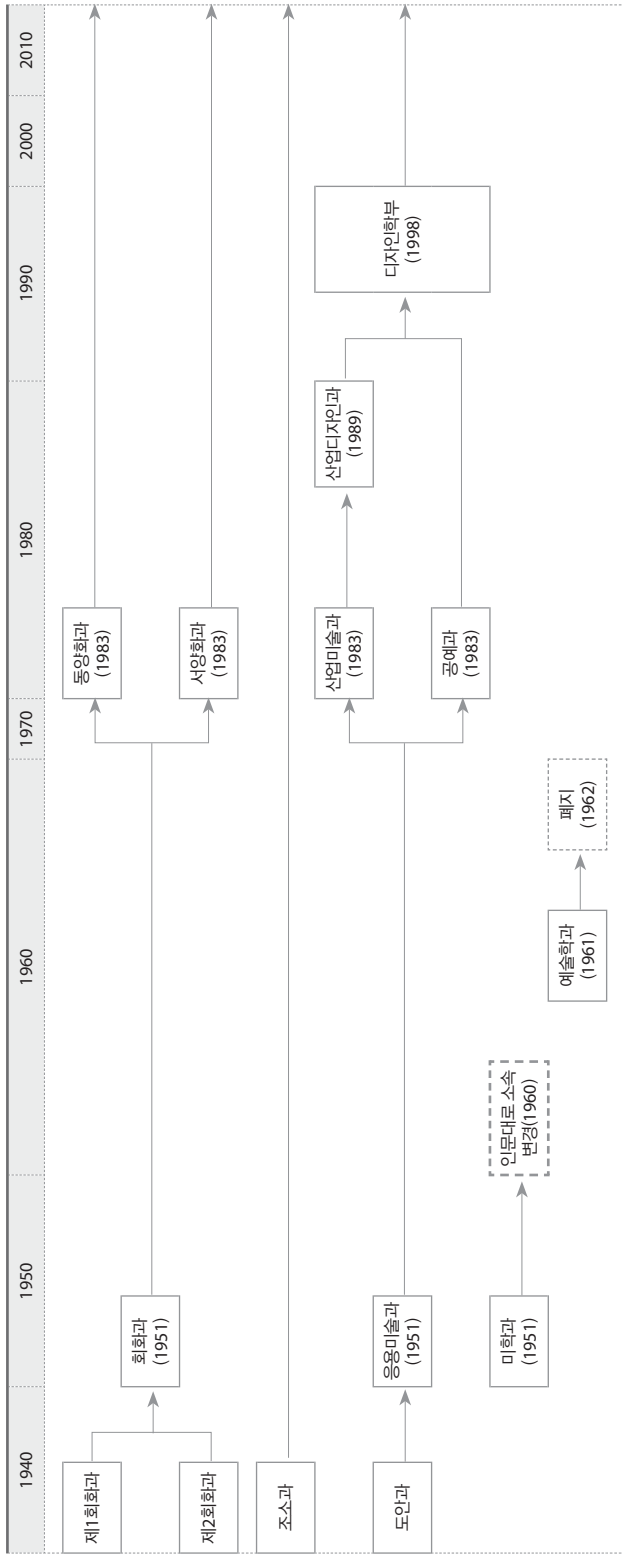 1940
1950
1960
1970
1980
1990
2000
2010
제1회화과
제2회화과
회화과
(1951)
동양화과
(1983)
서양화과
(1983)
조소과
도안과
응용미술과
(1951)
산업미술과
(1983)
공예과
(1983)
산업디자인과
(1989)
디자인학부
(1998)
미학과
(1951)
인문대로 소속
변경(1960)
예술학과
(1961)
폐지
(1962)